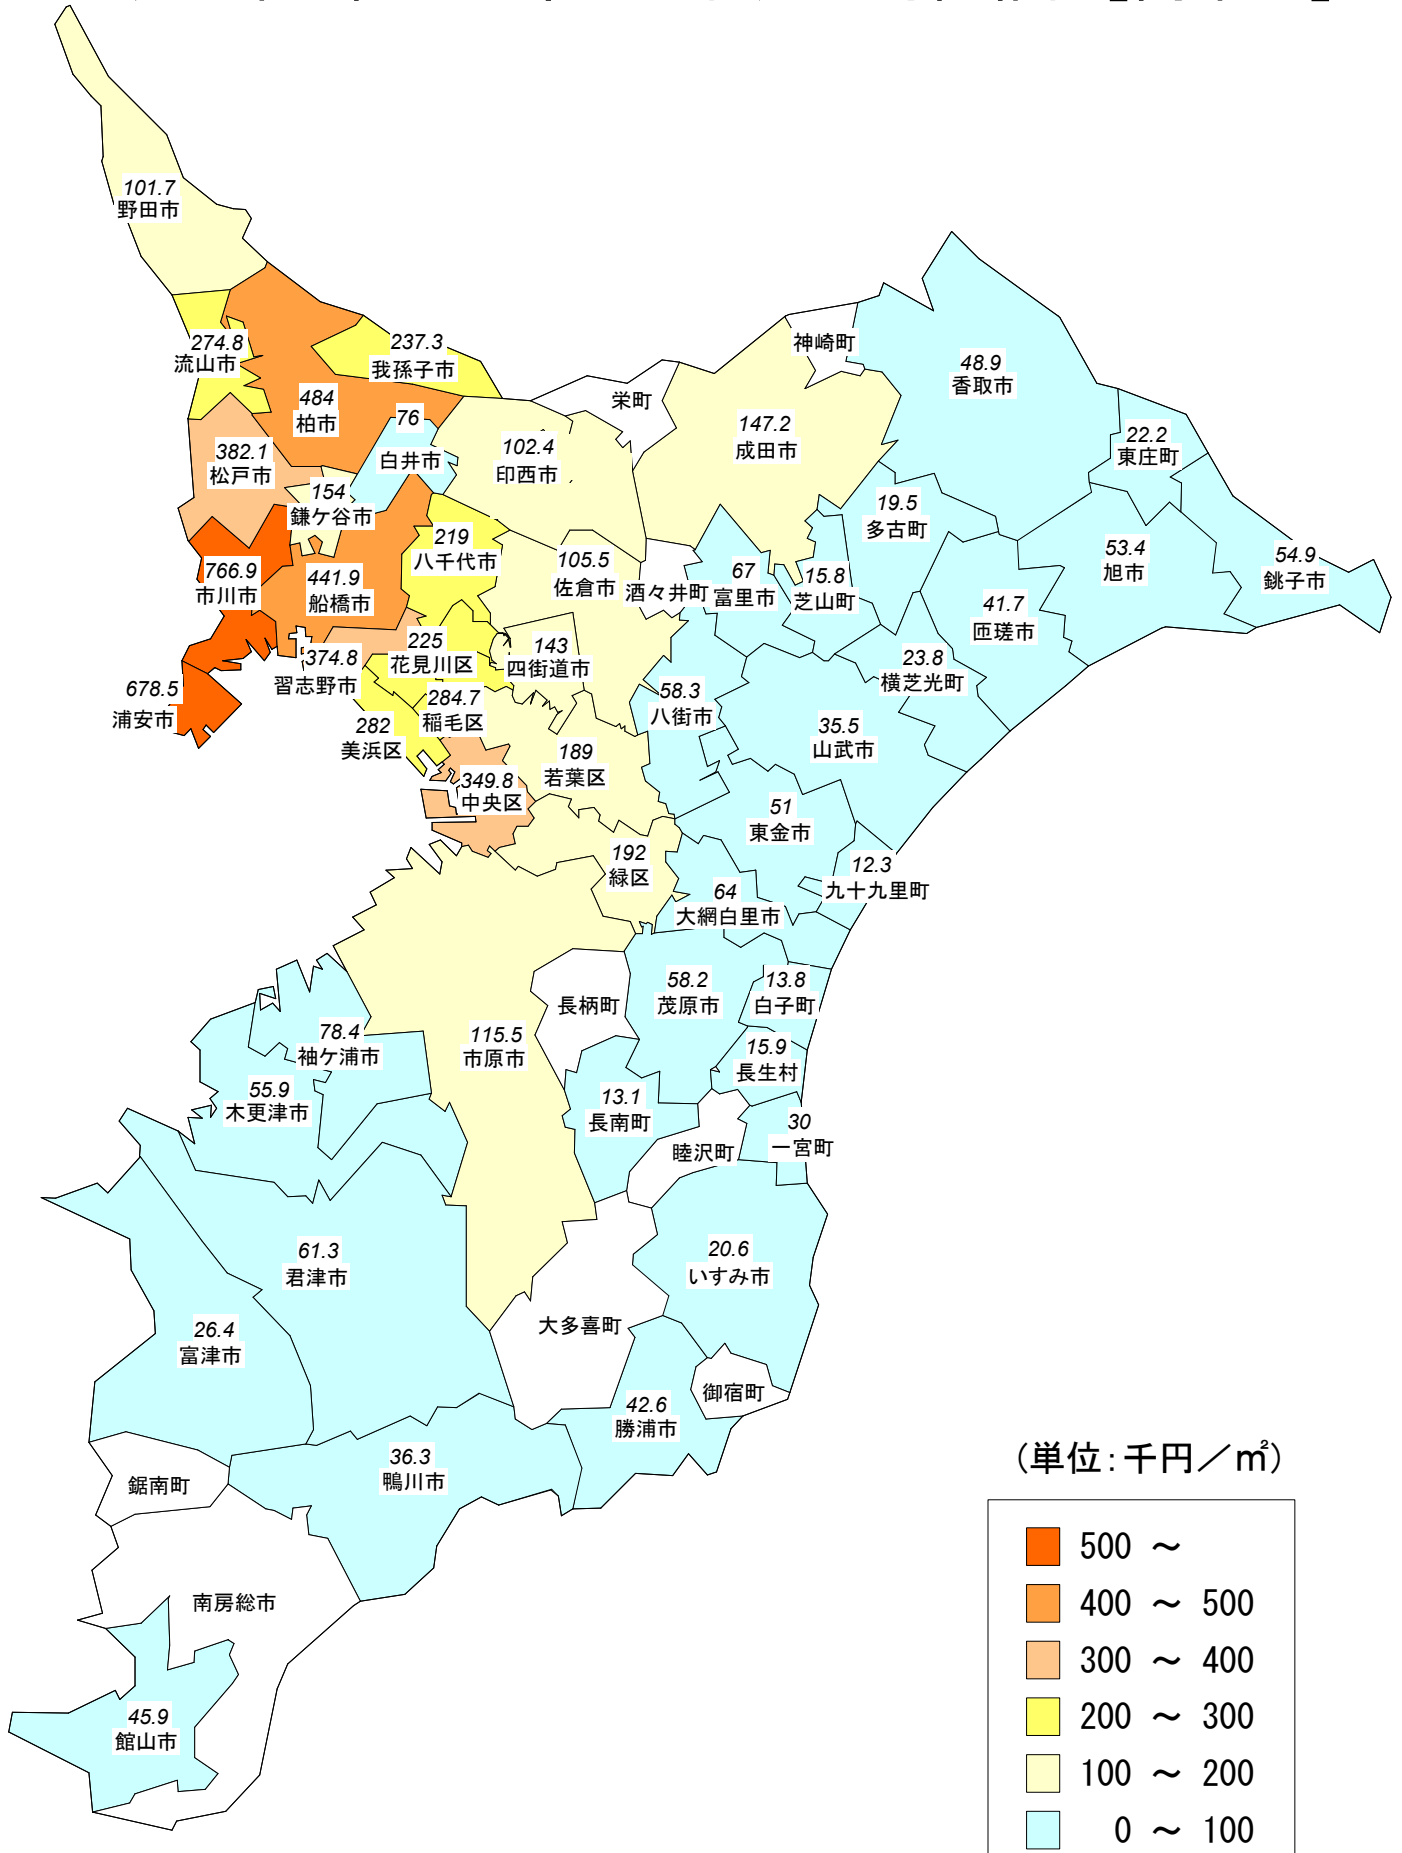 101.7
野田市
274.8
流山市
237.3
我孫子市
484
柏市
76
白井市
382.1
松戸市
154
鎌ケ谷市
102.4
印西市
栄町
147.2
成田市
神崎町
48.9
香取市
22.2
東庄町
19.5
多古町
53.4
旭市
54.9
銚子市
766.9
市川市
441.9
船橋市
219
八千代市
105.5
佐倉市
酒々井町
67
富里市
15.8
芝山町
41.7
匝瑳市
678.5
浦安市
374.8
習志野市
225
花見川区
143
四街道市
23.8
横芝光町
58.3
八街市
284.7
稲毛区
282
美浜区
35.5
山武市
189
若葉区
349.8
中央区
51
東金市
192
緑区
12.3
九十九里町
64
大網白里市
58.2
茂原市
13.8
白子町
長柄町
115.5
市原市
78.4
袖ケ浦市
15.9
長生村
55.9
木更津市
13.1
長南町
30
一宮町
睦沢町
61.3
君津市
20.6
いすみ市
26.4
富津市
大多喜町
御宿町
42.6
勝浦市
36.3
鴨川市
鋸南町
南房総市
45.9
館山市
(単位:千円／㎡)
500 ～
400 ～ 500
300 ～ 400
200 ～ 300
100 ～ 200
0 ～ 100